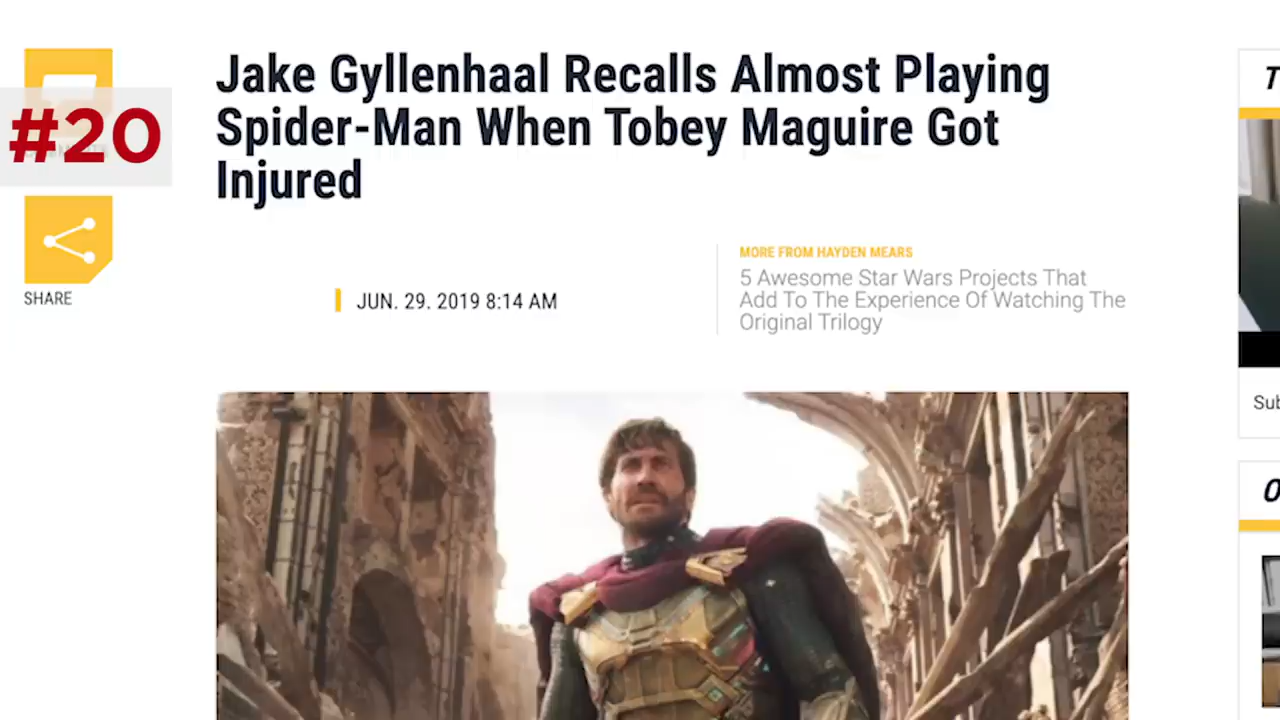 Jake Gyllenhaal Recalls Almost Playing
Spider-Man When Tobey Maguire Got
Injured
#20
SHARE
JUN. 29. 2019 8:14 AM
MORE FROM HAYDEN MEARS
5 Awesome Star Wars Projects That
Add To The Experience Of Watching The
Original Trilogy
Sub